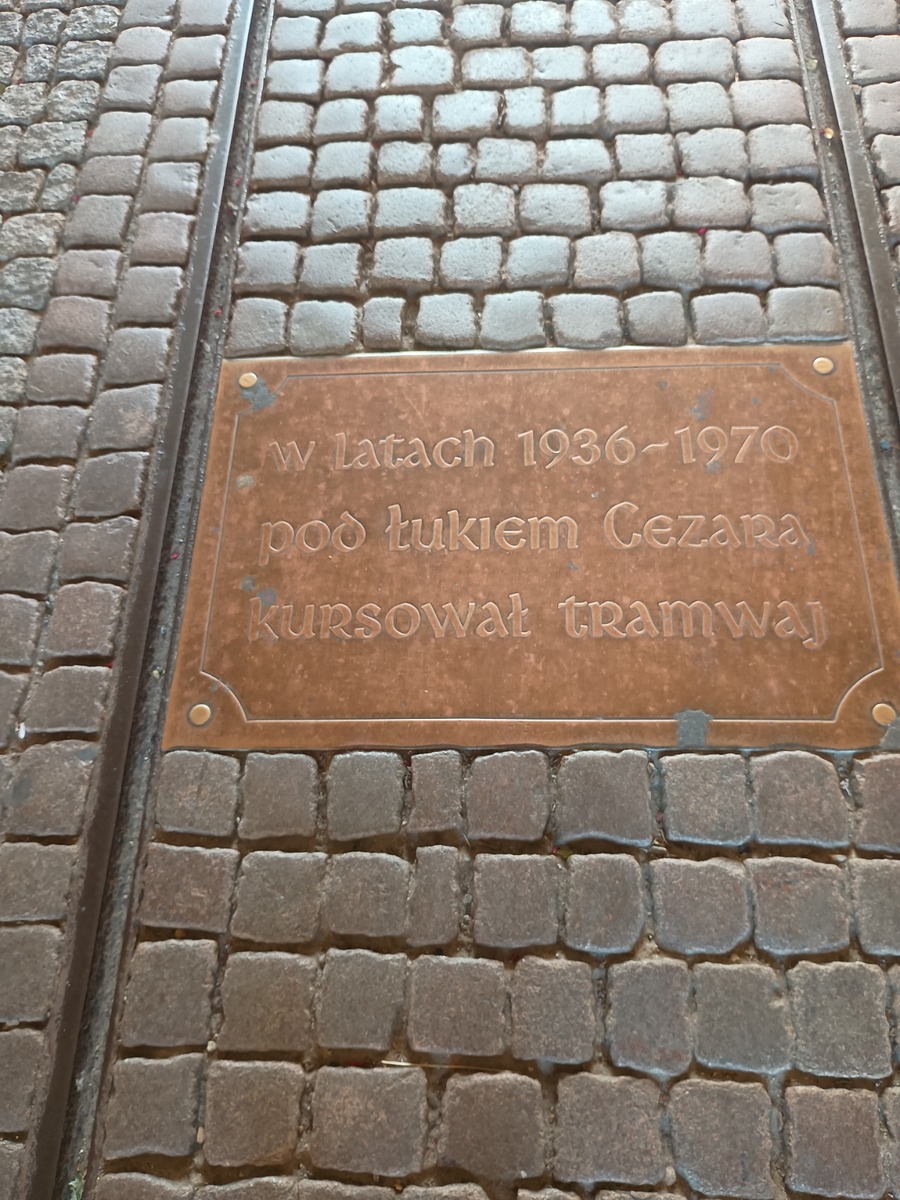 w latach 1936-1970
pod łukiem Cezara
kursował tramwaj